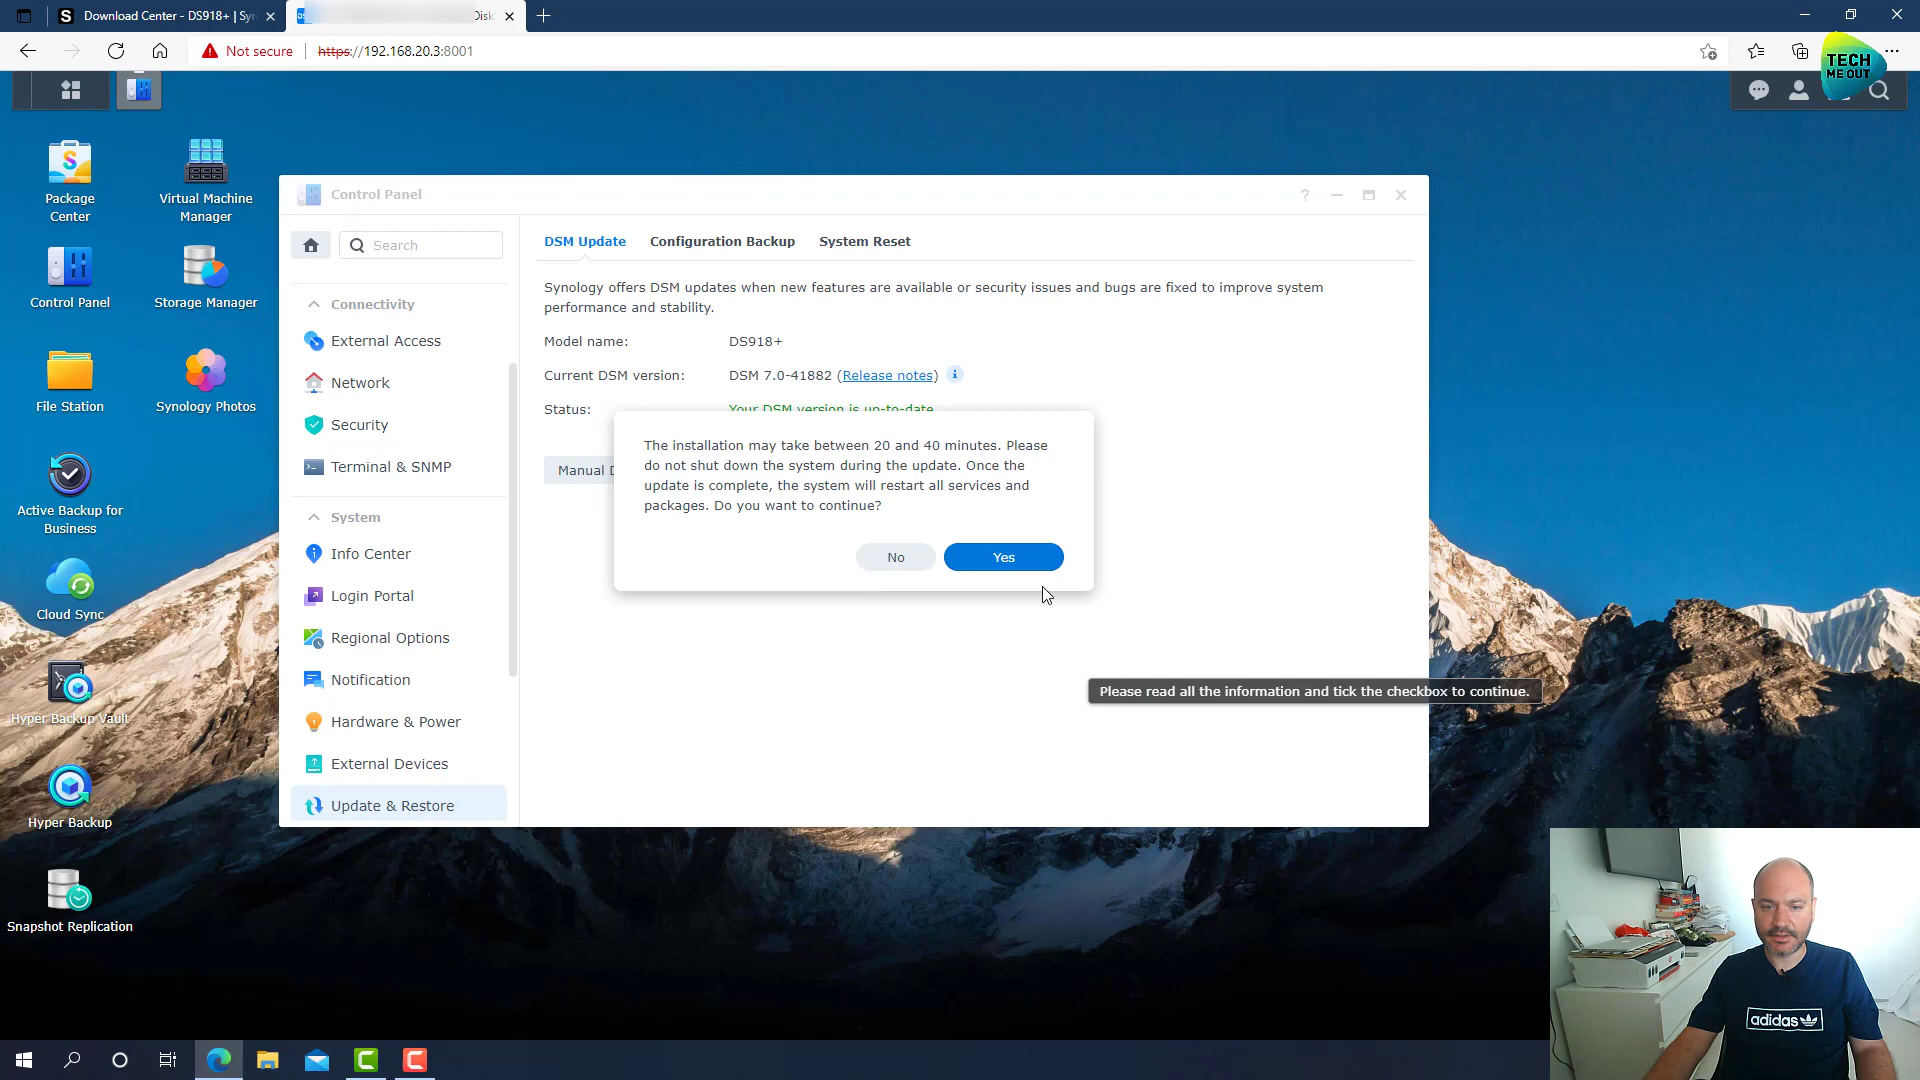 Download Center - DS918+ | Syn
Disk
Not secure
https://192.168.20.3:8001
TECH
ME OUT
Package
Center
Virtual Machine
Manager
Control Panel
Storage Manager
File Station
Synology Photos
Active Backup for
Business
Cloud Sync
Hyper Backup Vault
Hyper Backup
Snapshot Replication
Control Panel
Search
Connectivity
External Access
Network
Security
Terminal & SNMP
System
Info Center
Login Portal
Regional Options
Notification
Hardware & Power
External Devices
Update & Restore
DSM Update
Configuration Backup
System Reset
Synology offers DSM updates when new features are available or security issues and bugs are fixed to improve system
performance and stability.
Model name: DS918+
Current DSM version: DSM 7.0-41882 (Release notes)
Status: Your DSM version is up-to-date
Manual D
The installation may take between 20 and 40 minutes. Please
do not shut down the system during the update. Once the
update is complete, the system will restart all services and
packages. Do you want to continue?
No
Yes
Please read all the information and tick the checkbox to continue.
adidas